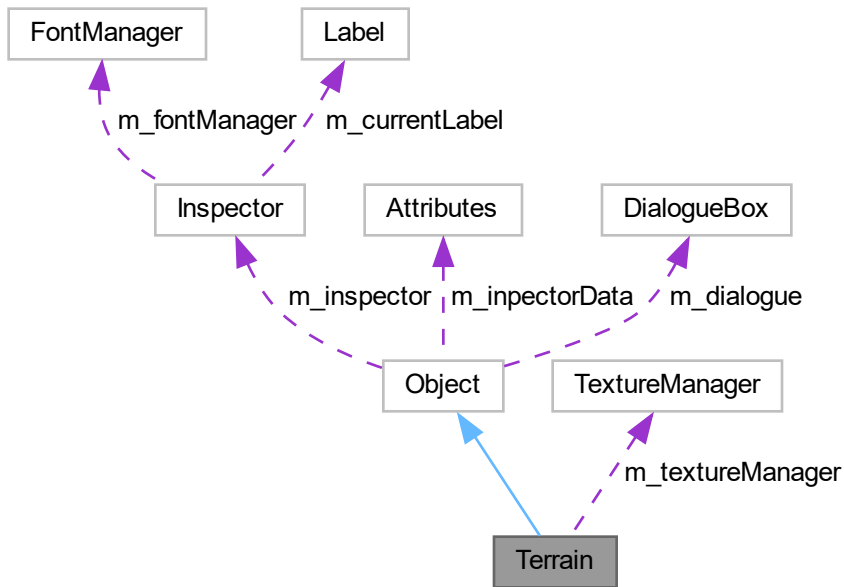 FontManager
Label
m_fontManager
m_currentLabel
Inspector
Attributes
DialogueBox
m_inspector
m_inpectorData
m_dialogue
Object
TextureManager
m_textureManager
Terrain